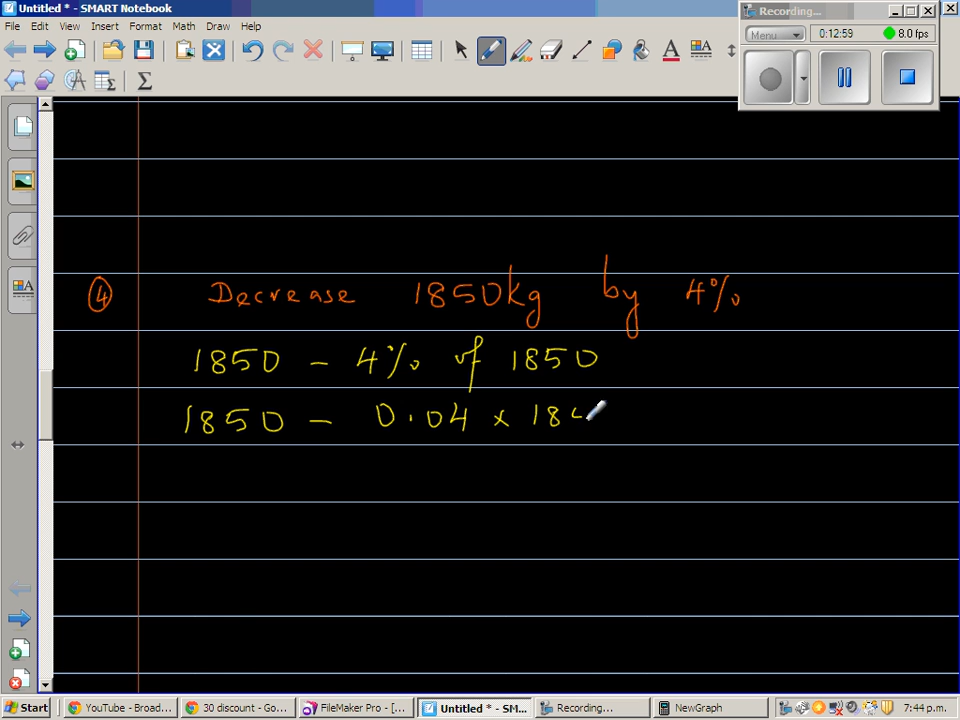 Untitled * - SMART Notebook
Recording...
File Edit View Insert Format Math Draw Help
Menu
0:12:59
8.0 fps
④ Decrease 1850kg by 4%
1850 - 4% of 1850
1850 - 0.04 x 18
Start
YouTube - Broad...
30 discount - Go...
FileMaker Pro - [...
Untitled * - SM...
Recording...
NewGraph
7:44 p.m.